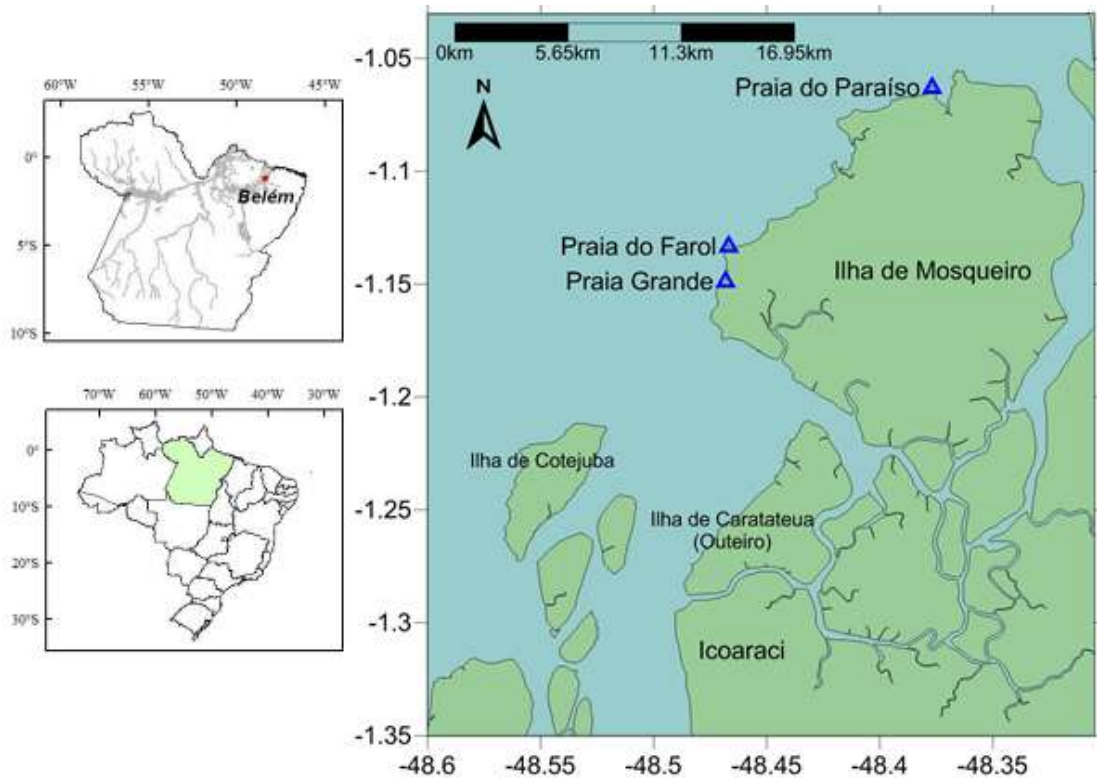 60°W 55°W 50°W 45°W
0°
5°S
10°S
Belém
70°W 60°W 50°W 40°W 30°W
0°
10°S
20°S
30°S
0km 5.65km 11.3km 16.95km
N
Praia do Paraíso
Praia do Farol
Praia Grande
Ilha de Mosqueiro
Ilha de Cotejuba
Ilha de Caratateua
(Outeiro)
Icoaraci
-1.05
-1.1
-1.15
-1.2
-1.25
-1.3
-1.35
-48.6 -48.55 -48.5 -48.45 -48.4 -48.35